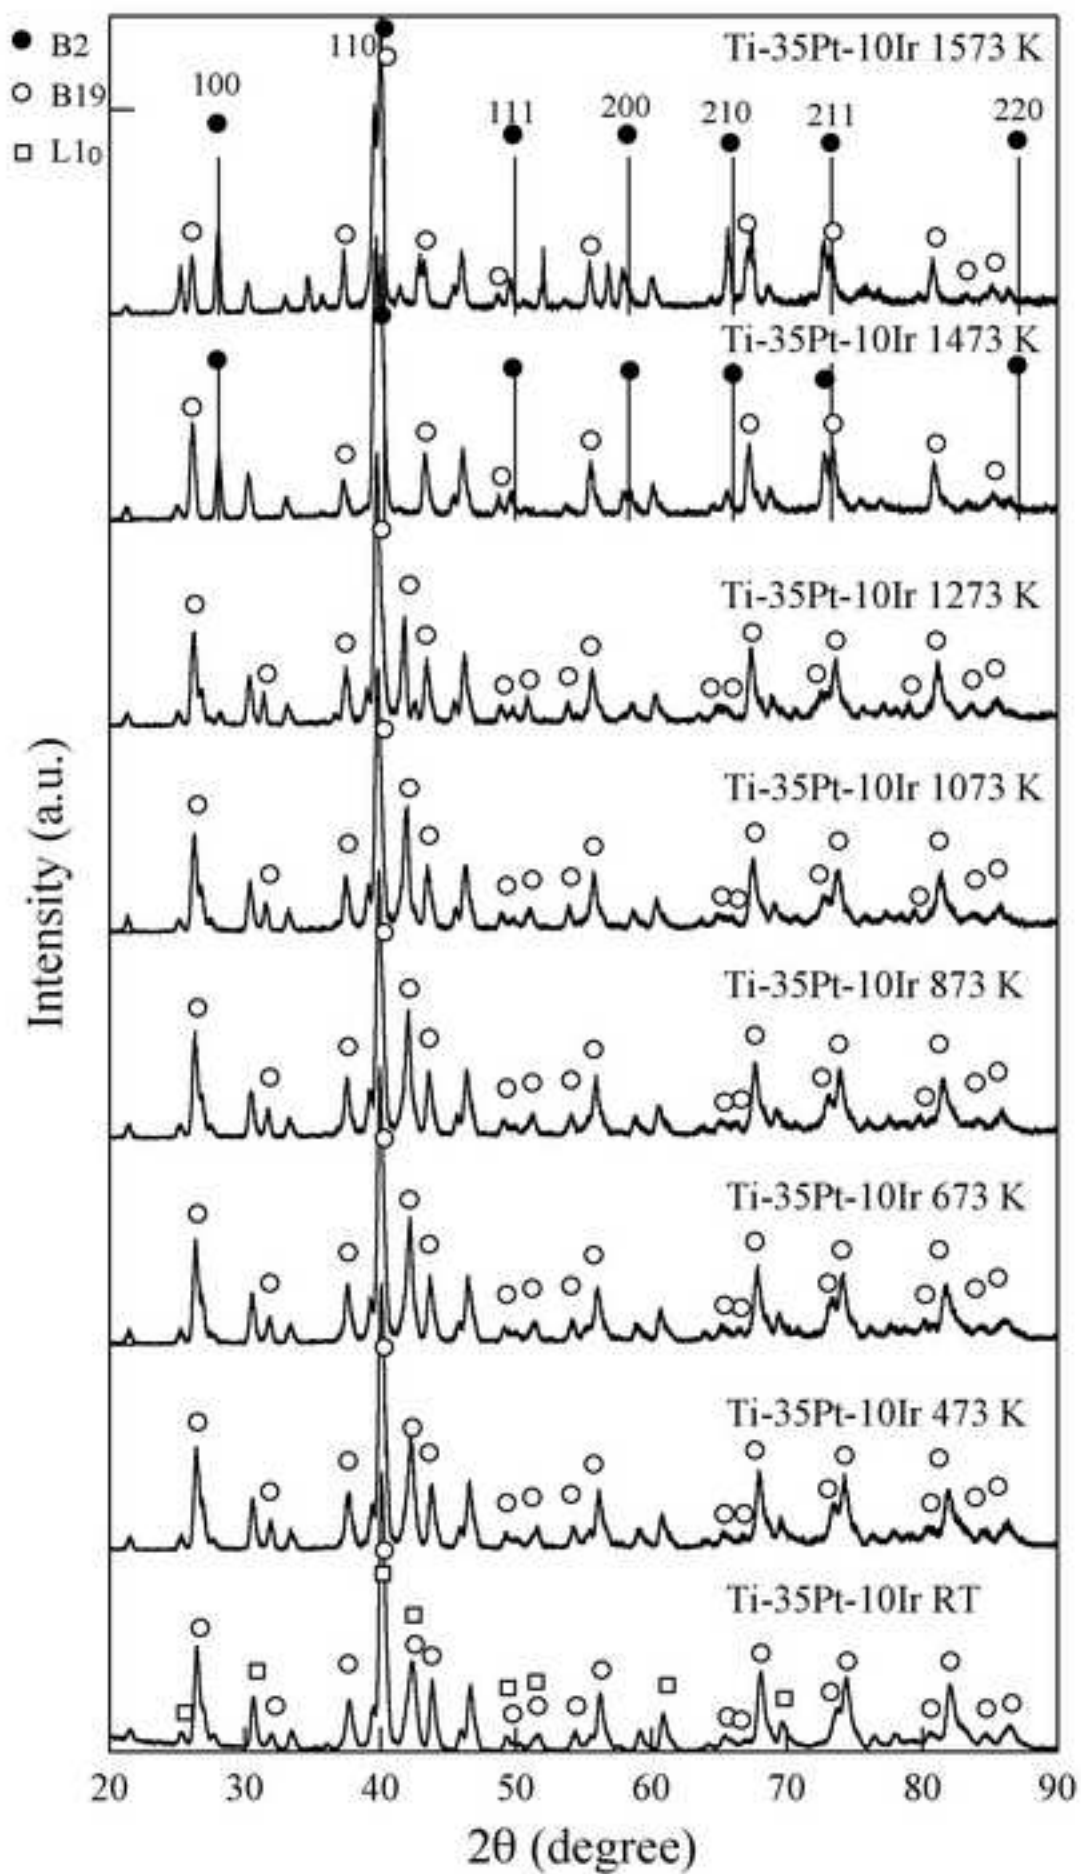 B2
B19
L10
Ti-35Pt-10Ir 1573 K
110
100
111
200
210
211
220
Ti-35Pt-10Ir 1473 K
Ti-35Pt-10Ir 1273 K
Ti-35Pt-10Ir 1073 K
Ti-35Pt-10Ir 873 K
Ti-35Pt-10Ir 673 K
Ti-35Pt-10Ir 473 K
Ti-35Pt-10Ir RT
Intensity (a.u.)
20 30 40 50 60 70 80 90
2θ (degree)